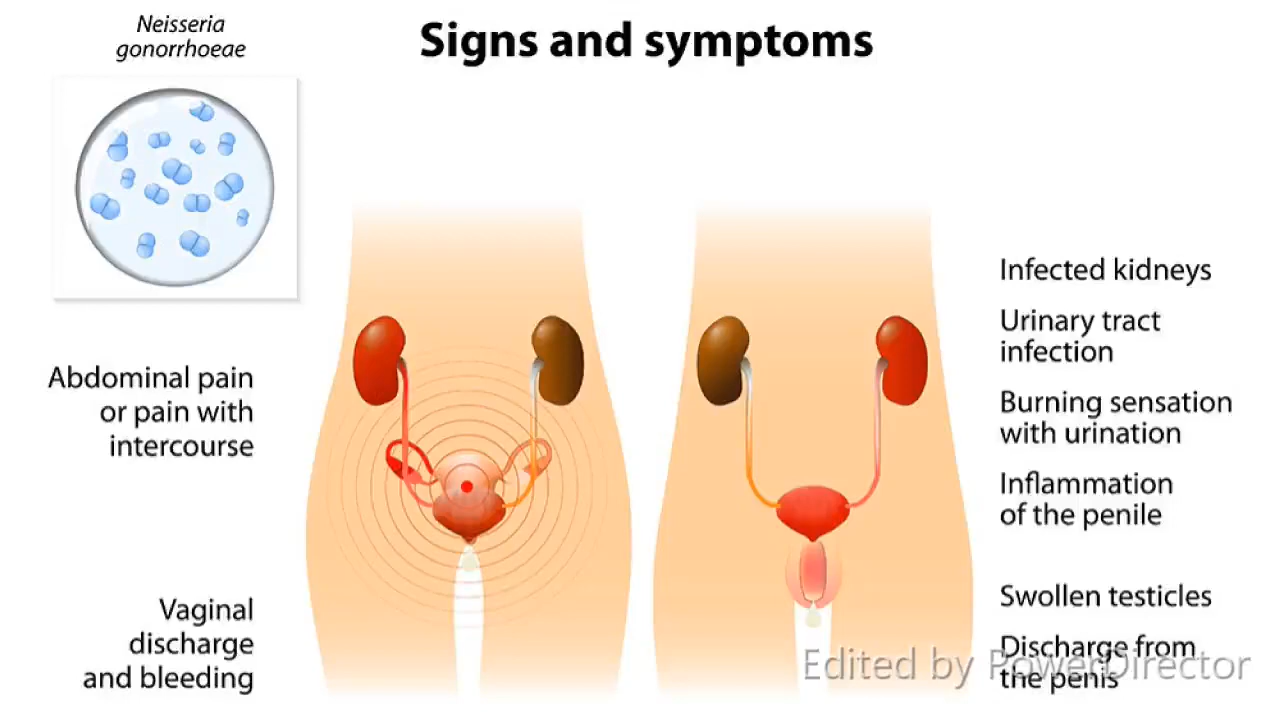 Neisseria
gonorrhoeae
Signs and symptoms
Abdominal pain
or pain with
intercourse
Vaginal
discharge
and bleeding
Infected kidneys
Urinary tract
infection
Burning sensation
with urination
Inflammation
of the penile
Swollen testicles
Discharge from
the penis
Edited by PowerDirector